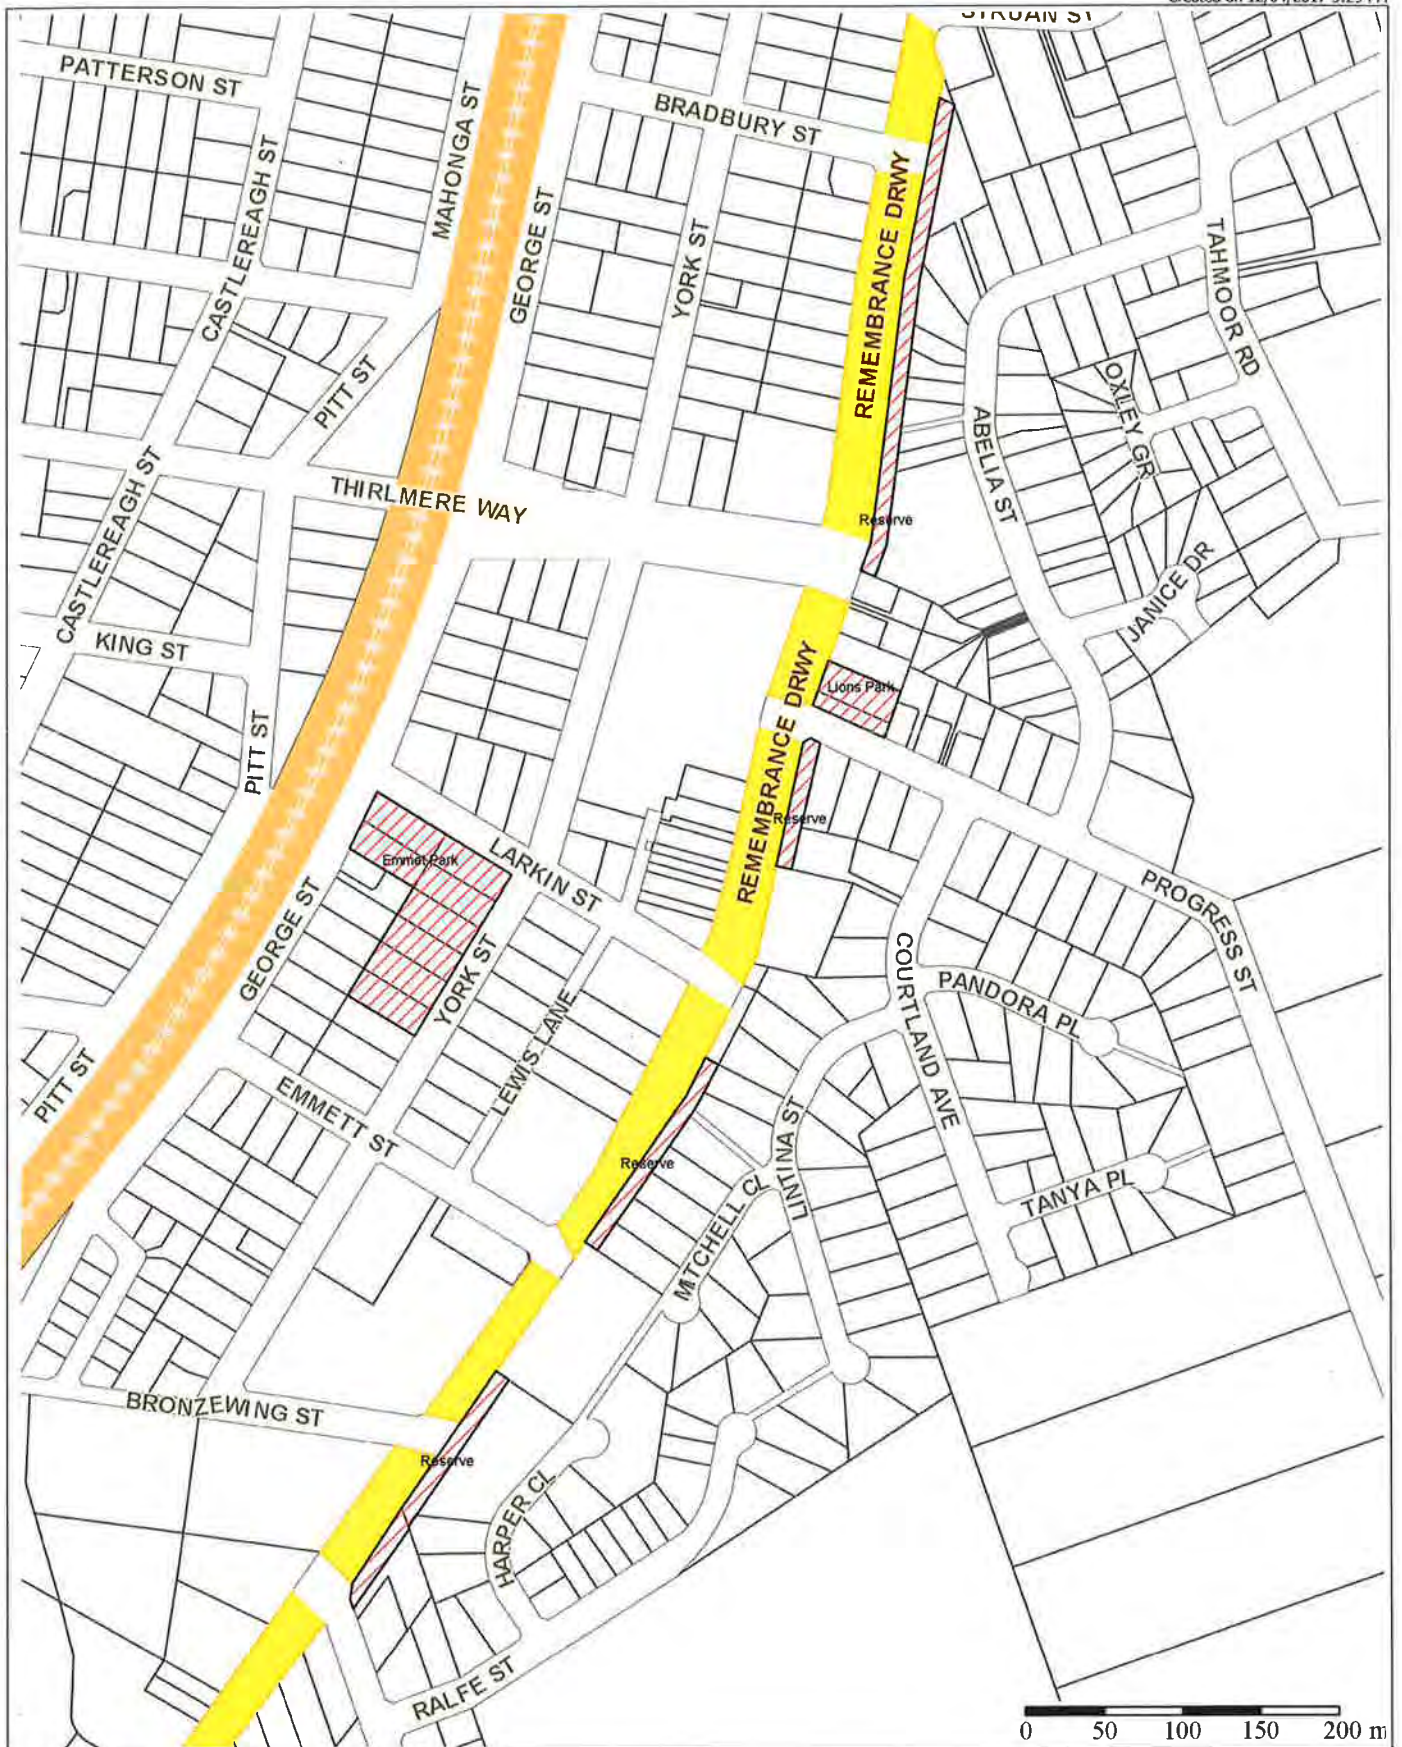 STRUAN ST
PATTERSON ST
BRADBURY ST
MAHONGA ST
CASTLEREAGH ST
GEORGE ST
YORK ST
REMEMBRANCE DRWY
TAHMOOR RD
PITT ST
OXLEY GR
ABELIA ST
THIRLMERE WAY
CASTLEREAGH ST
Reserve
JANICE DR
KING ST
REMEMBRANCE DRWY
Lions Park
PITT ST
REMEMBRANCE DRWY
Reserve
Emmet Park
LARKIN ST
PROGRESS ST
GEORGE ST
YORK ST
COURTLAND AVE
PANDORA PL
LEWIS LANE
PITT ST
EMMETT ST
LINTINA ST
Reserve
MITCHELL CL
TANYA PL
BRONZEWING ST
Reserve
HARPER CL
RALFE ST
0 50 100 150 200 m